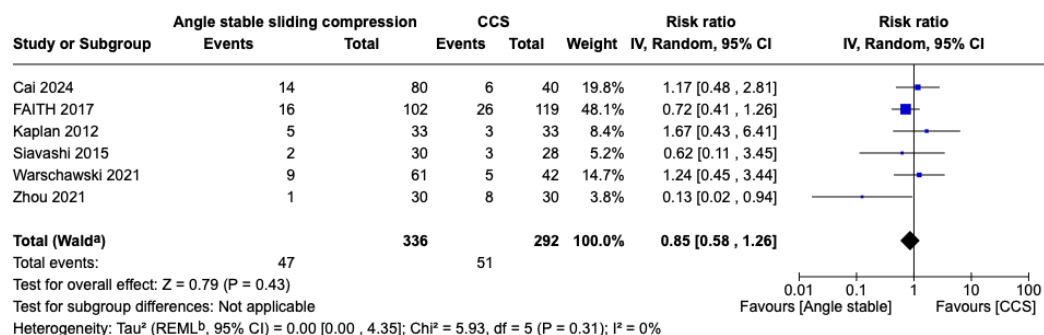 Angle stable sliding compression CCS Risk ratio Risk ratio
Study or Subgroup Events Total Events Total Weight IV, Random, 95% CI IV, Random, 95% CI
Cai 2024 14 80 6 40 19.8% 1.17 [0.48 , 2.81]
FAITH 2017 16 102 26 119 48.1% 0.72 [0.41 , 1.26]
Kaplan 2012 5 33 3 33 8.4% 1.67 [0.43 , 6.41]
Siavashi 2015 2 30 3 28 5.2% 0.62 [0.11 , 3.45]
Warschawski 2021 9 61 5 42 14.7% 1.24 [0.45 , 3.44]
Zhou 2021 1 30 8 30 3.8% 0.13 [0.02 , 0.94]
Total (Waldᵃ) 336 292 100.0% 0.85 [0.58 , 1.26]
Total events: 47 51
Test for overall effect: Z = 0.79 (P = 0.43)
0.01 0.1 1 10 100
Test for subgroup differences: Not applicable
Favours [Angle stable] Favours [CCS]
Heterogeneity: Tau² (REMLᵇ, 95% CI) = 0.00 [0.00 , 4.35]; Chi² = 5.93, df = 5 (P = 0.31); I² = 0%